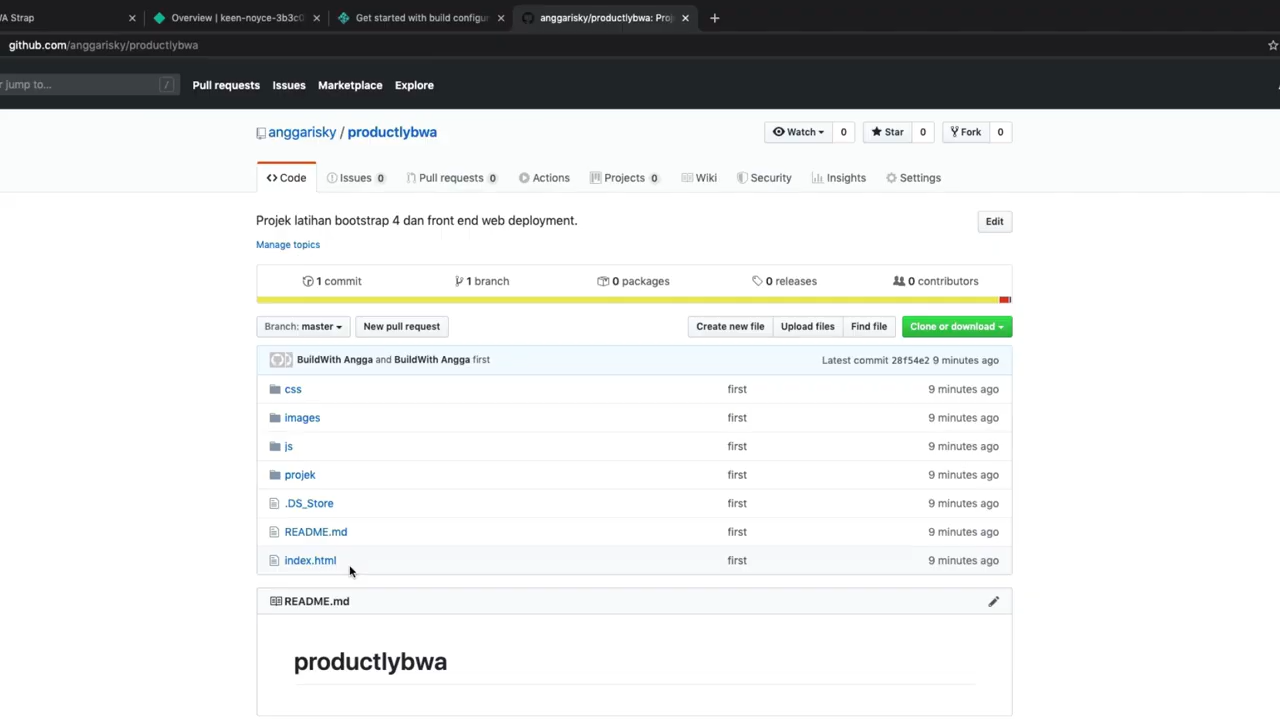 A Strap
Overview | keen-noyce-3b3c0
Get started with build configur
anggarisky/productlybwa: Proj
github.com/anggarisky/productlybwa
r jump to...
/
Pull requests
Issues
Marketplace
Explore
anggarisky / productlybwa
Watch 0
Star 0
Fork 0
Code
Issues 0
Pull requests 0
Actions
Projects 0
Wiki
Security
Insights
Settings
Projek latihan bootstrap 4 dan front end web deployment.
Edit
Manage topics
1 commit
1 branch
0 packages
0 releases
0 contributors
Branch: master
New pull request
Create new file
Upload files
Find file
Clone or download
BuildWith Angga and BuildWith Angga first
Latest commit 28f54e2 9 minutes ago
css first 9 minutes ago
images first 9 minutes ago
js first 9 minutes ago
projek first 9 minutes ago
.DS_Store first 9 minutes ago
README.md first 9 minutes ago
index.html first 9 minutes ago
README.md
productlybwa